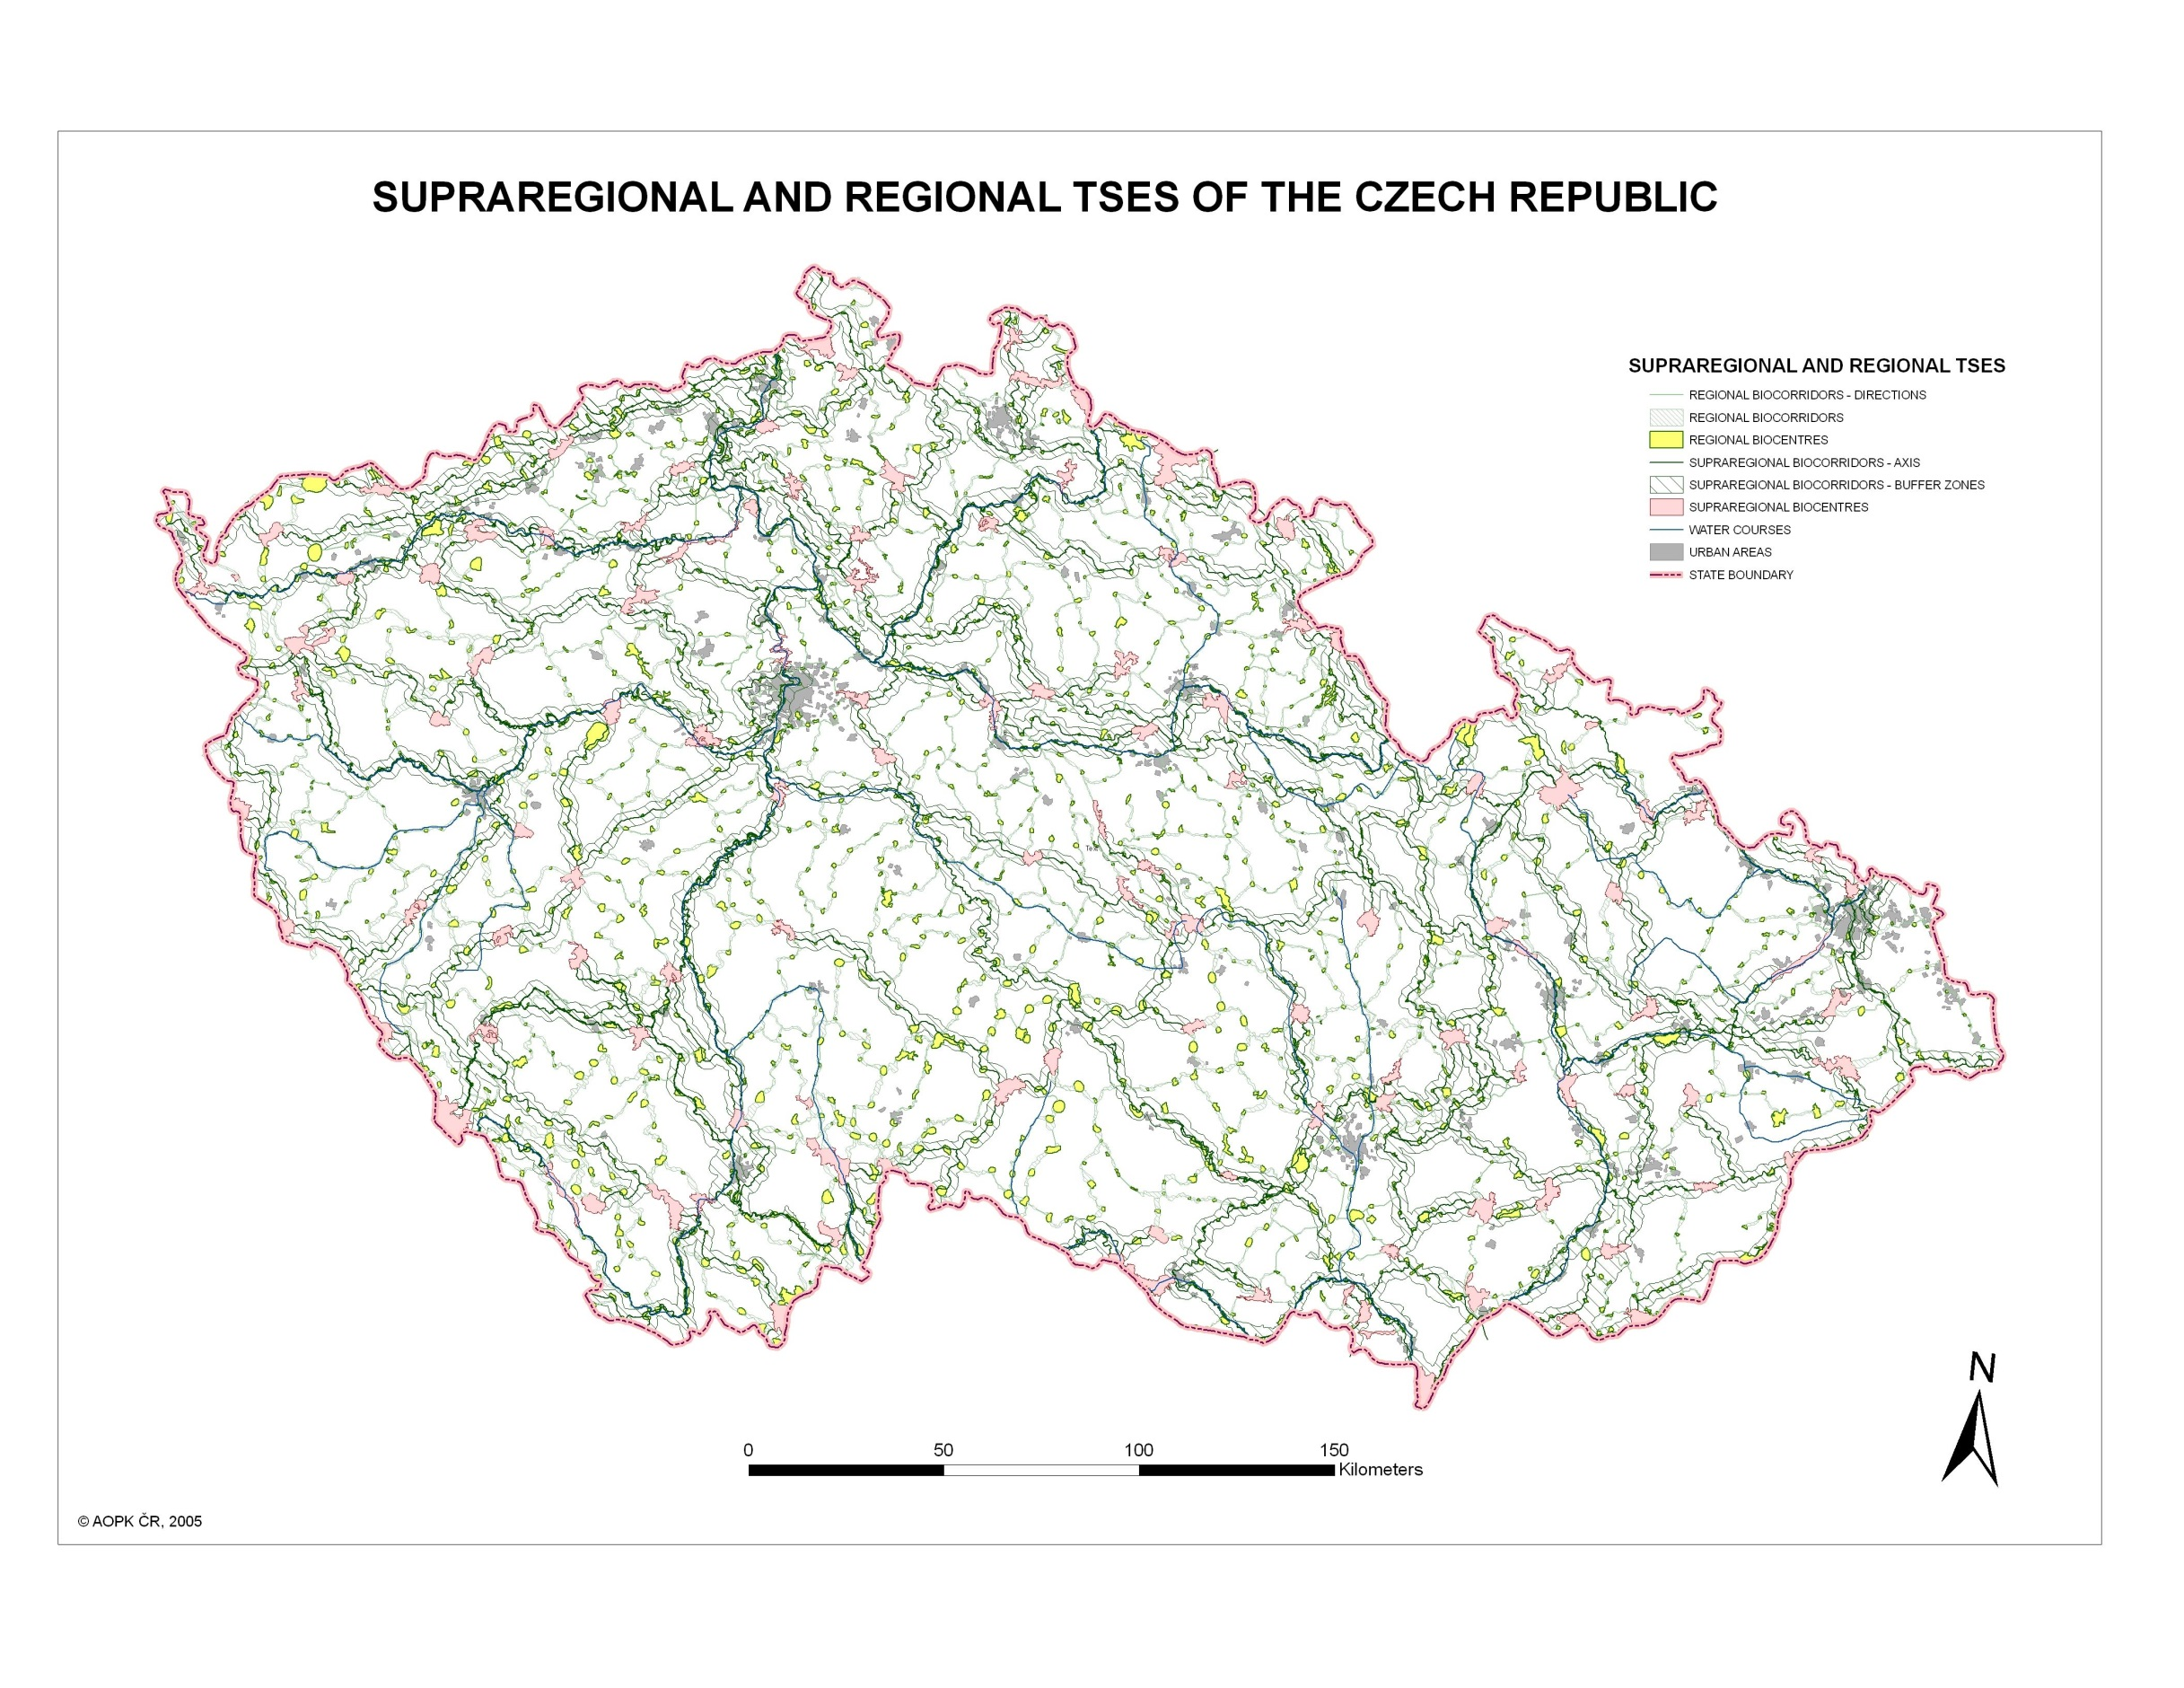 SUPRAREGIONAL AND REGIONAL TSES OF THE CZECH REPUBLIC
SUPRAREGIONAL AND REGIONAL TSES
REGIONAL BIOCORRIDORS - DIRECTIONS
REGIONAL BIOCORRIDORS
REGIONAL BIOCENTRES
SUPRAREGIONAL BIOCORRIDORS - AXIS
SUPRAREGIONAL BIOCORRIDORS - BUFFER ZONES
SUPRAREGIONAL BIOCENTRES
WATER COURSES
URBAN AREAS
STATE BOUNDARY
N
0 50 100 150
Kilometers
© AOPK ČR, 2005